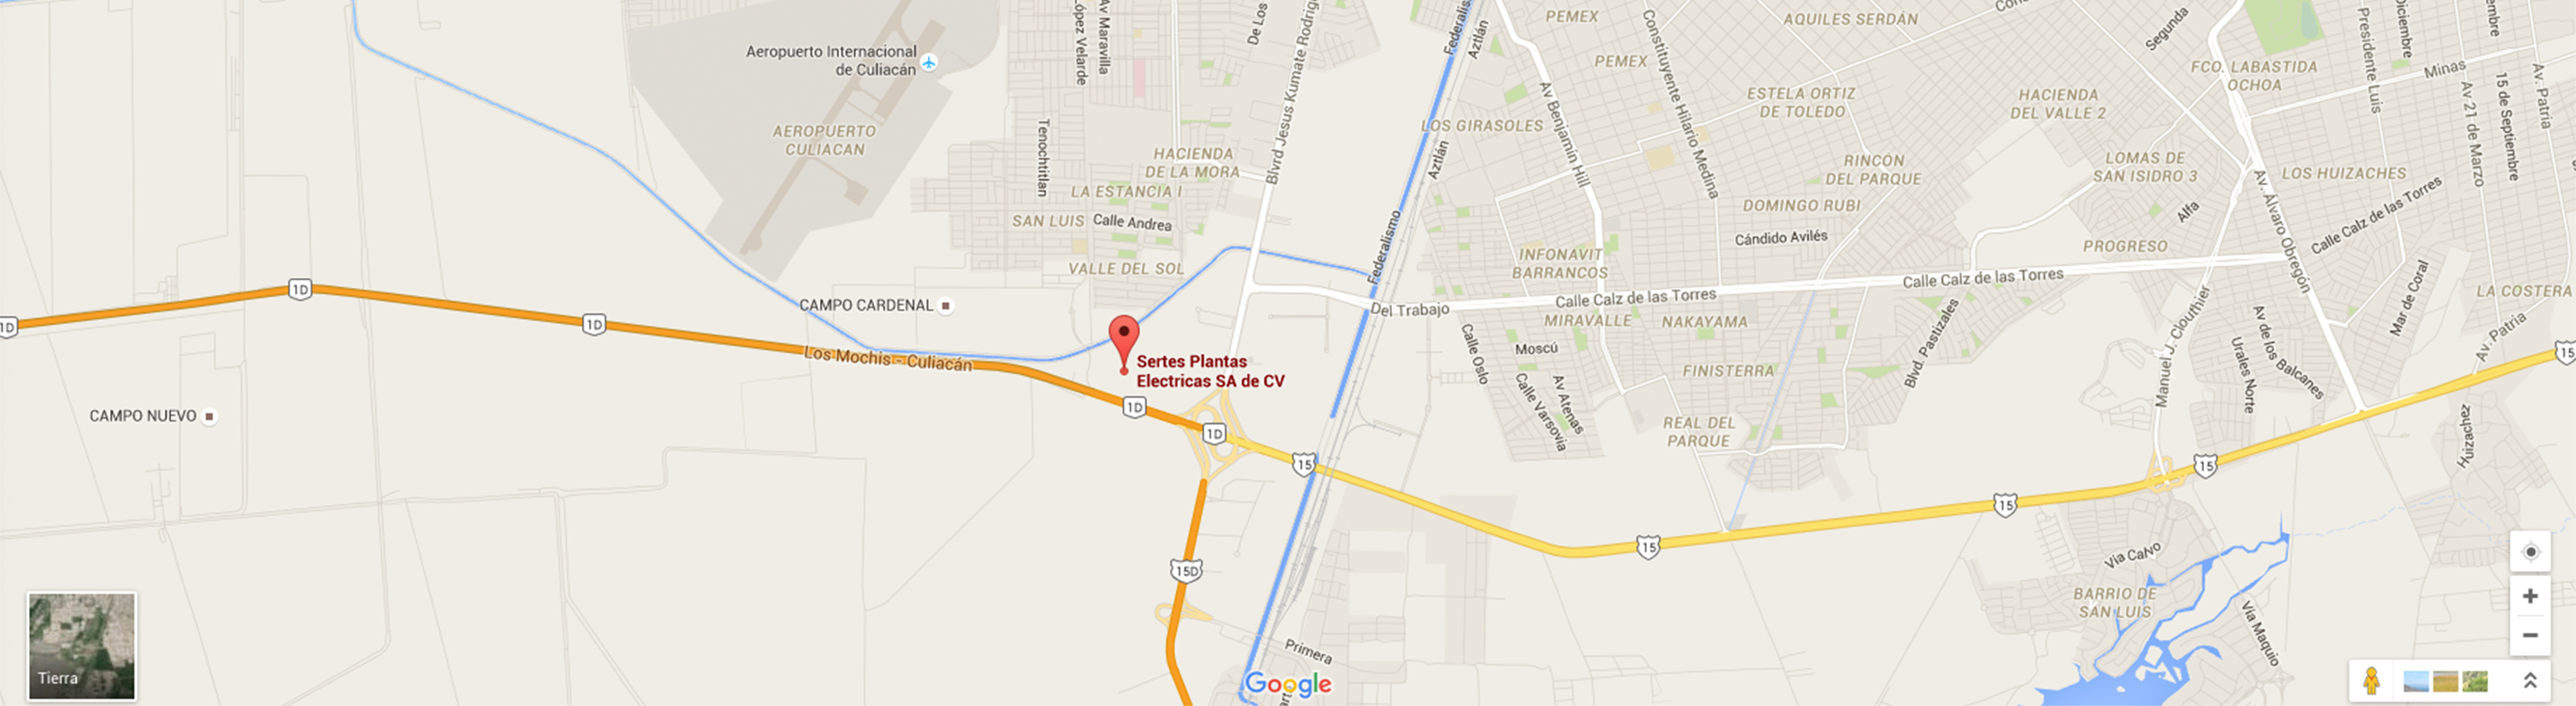 López Velarde
Av Maravilla
De Los
Blvrd Jesus Kumate Rodrig
Federalis
Aztlán
PEMEX
Constituyente Hilario Medina
AQUILES SERDÁN
Segunda
Presidente Luis
Diciembre
embre
Aeropuerto Internacional
de Culiacán
PEMEX
FCO. LABASTIDA
OCHOA
Minas
Av 21 de Marzo
15 de Septiembre
Av. Patria
AEROPUERTO
CULIACAN
Tenochtitlan
HACIENDA
DE LA MORA
LA ESTANCIA I
SAN LUIS
Calle Andrea
VALLE DEL SOL
LOS GIRASOLES
Aztlán
Av Benjamin Hill
ESTELA ORTIZ
DE TOLEDO
HACIENDA
DEL VALLE 2
RINCON
DEL PARQUE
LOMAS DE
SAN ISIDRO 3
LOS HUIZACHES
DOMINGO RUBI
Cándido Avilés
Alfa
PROGRESO
Av. Álvaro Obregón
Calle Calz de las Torres
Federalismo
INFONAVIT
BARRANCOS
Calle Calz de las Torres
Calle Calz de las Torres
Del Trabajo
MIRAVALLE
NAKAYAMA
Mar de Coral
LA COSTERA
1D
1D
1D
CAMPO CARDENAL
Los Mochis - Culiacán
Sertes Plantas
Electricas SA de CV
Calle Oslo
Moscú
Calle Varsovia
Av Atenas
FINISTERRA
Blvd. Pastizales
Manuel J. Clouthier
Av de los Balcanes
Urales Norte
Av. Patria
15
CAMPO NUEVO
1D
1D
15
REAL DEL
PARQUE
15
Huizaches
15
15
15D
Vía CaNo
BARRIO DE
SAN LUIS
Vía Maquio
Primera
Tierra
Google
+
−